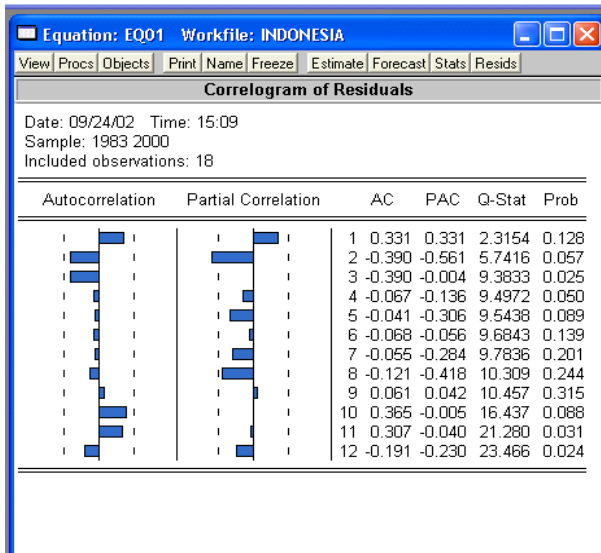 Equation: EQ01 Workfile: INDONESIA
View Procs Objects Print Name Freeze Estimate Forecast Stats Resids
Correlogram of Residuals
Date: 09/24/02 Time: 15:09
Sample: 1983 2000
Included observations: 18
Autocorrelation Partial Correlation AC PAC Q-Stat Prob
1 0.331 0.331 2.3154 0.128
2 -0.390 -0.561 5.7416 0.057
3 -0.390 -0.004 9.3833 0.025
4 -0.067 -0.136 9.4972 0.050
5 -0.041 -0.306 9.5438 0.089
6 -0.068 -0.056 9.6843 0.139
7 -0.055 -0.284 9.7836 0.201
8 -0.121 -0.418 10.309 0.244
9 0.061 0.042 10.457 0.315
10 0.365 -0.005 16.437 0.088
11 0.307 -0.040 21.280 0.031
12 -0.191 -0.230 23.466 0.024